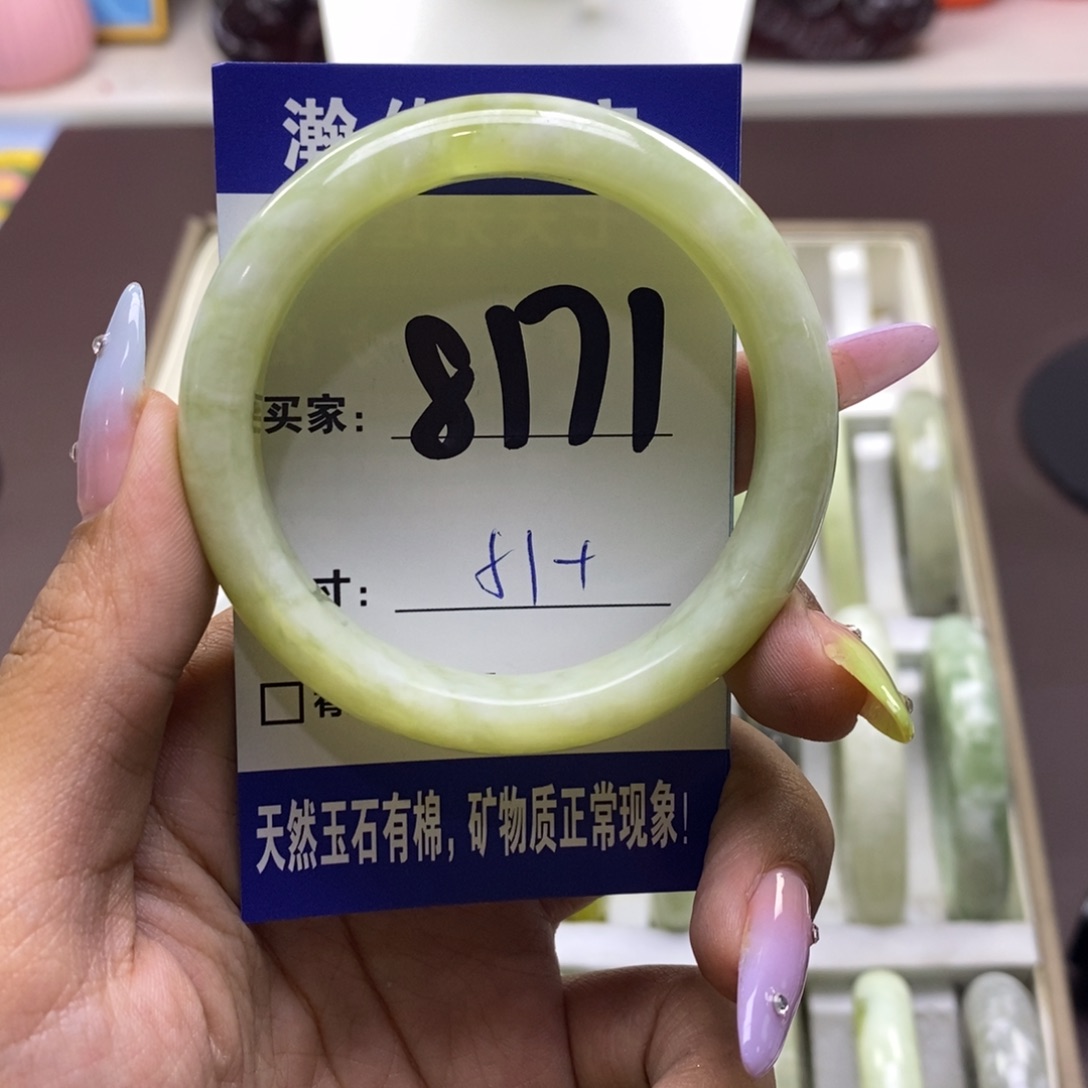 瀚
买家: 8171
寸: 81+
天然玉石有棉, 矿物质正常现象!